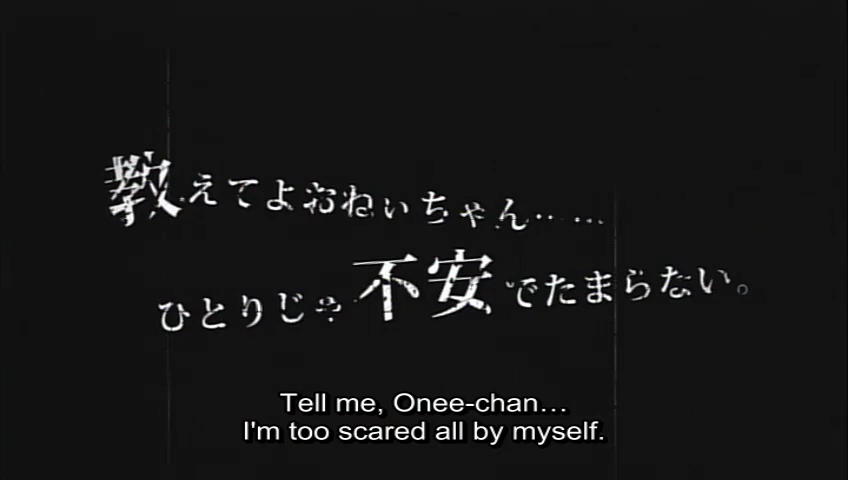 教えてよおねぃちゃん……
ひとりじゃ不安でたまらない。
Tell me, Onee-chan…
I'm too scared all by myself.